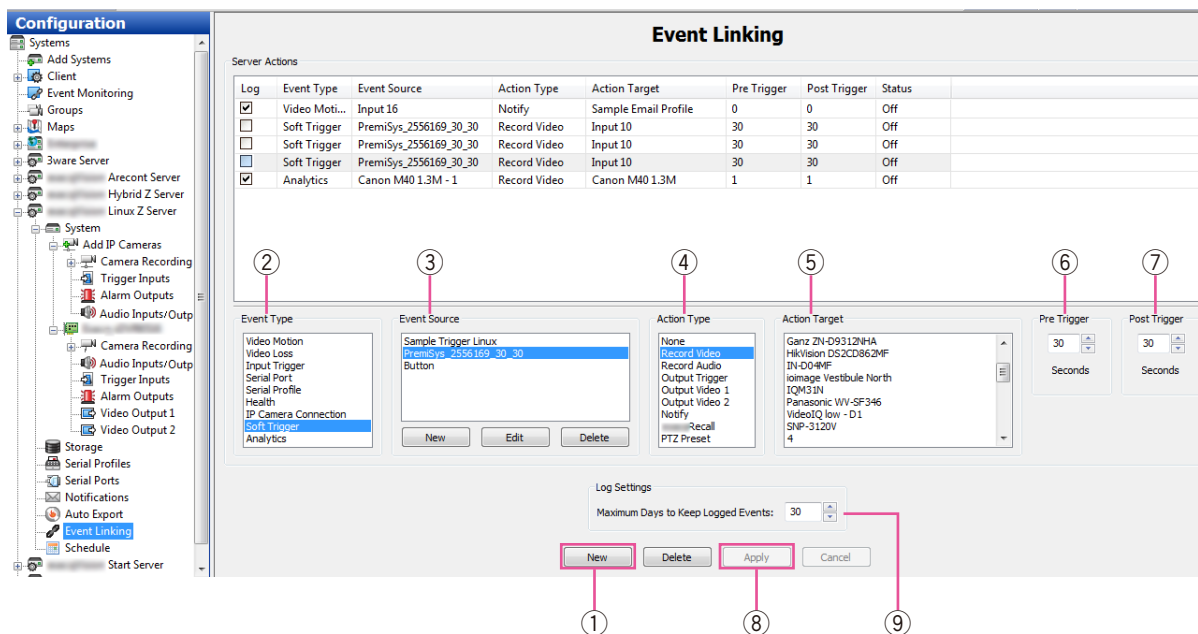 Configuration
Systems
Add Systems
Client
Event Monitoring
Groups
Maps
3ware Server
Arecont Server
Hybrid Z Server
Linux Z Server
System
Add IP Cameras
Camera Recording
Trigger Inputs
Alarm Outputs
Audio Inputs/Outp
Camera Recording
Audio Inputs/Outp
Trigger Inputs
Alarm Outputs
Video Output 1
Video Output 2
Storage
Serial Profiles
Serial Ports
Notifications
Auto Export
Event Linking
Schedule
Start Server
Event Linking
Server Actions
Log Event Type Event Source Action Type Action Target Pre Trigger Post Trigger Status
Video Moti... Input 16 Notify Sample Email Profile 0 0 Off
Soft Trigger PremiSys_2556169_30_30 Record Video Input 10 30 30 Off
Soft Trigger PremiSys_2556169_30_30 Record Video Input 10 30 30 Off
Soft Trigger PremiSys_2556169_30_30 Record Video Input 10 30 30 Off
Analytics Canon M40 1.3M - 1 Record Video Canon M40 1.3M 1 1 Off
2 3 4 5 6 7
Event Type
Video Motion
Video Loss
Input Trigger
Serial Port
Serial Profile
Health
IP Camera Connection
Soft Trigger
Analytics
Event Source
Sample Trigger Linux
PremiSys_2556169_30_30
Button
New Edit Delete
Action Type
None
Record Video
Record Audio
Output Trigger
Output Video 1
Output Video 2
Notify
Recall
PTZ Preset
Action Target
Ganz ZN-D9312NHA
HikVision DS2CD862MF
IN-D04MF
ioimage Vestibule North
IQM31N
Panasonic WV-SF346
VideoIQ low - D1
SNP-3120V
4
Pre Trigger
30
Seconds
Post Trigger
30
Seconds
Log Settings
Maximum Days to Keep Logged Events: 30
New Delete Apply Cancel
1 8 9